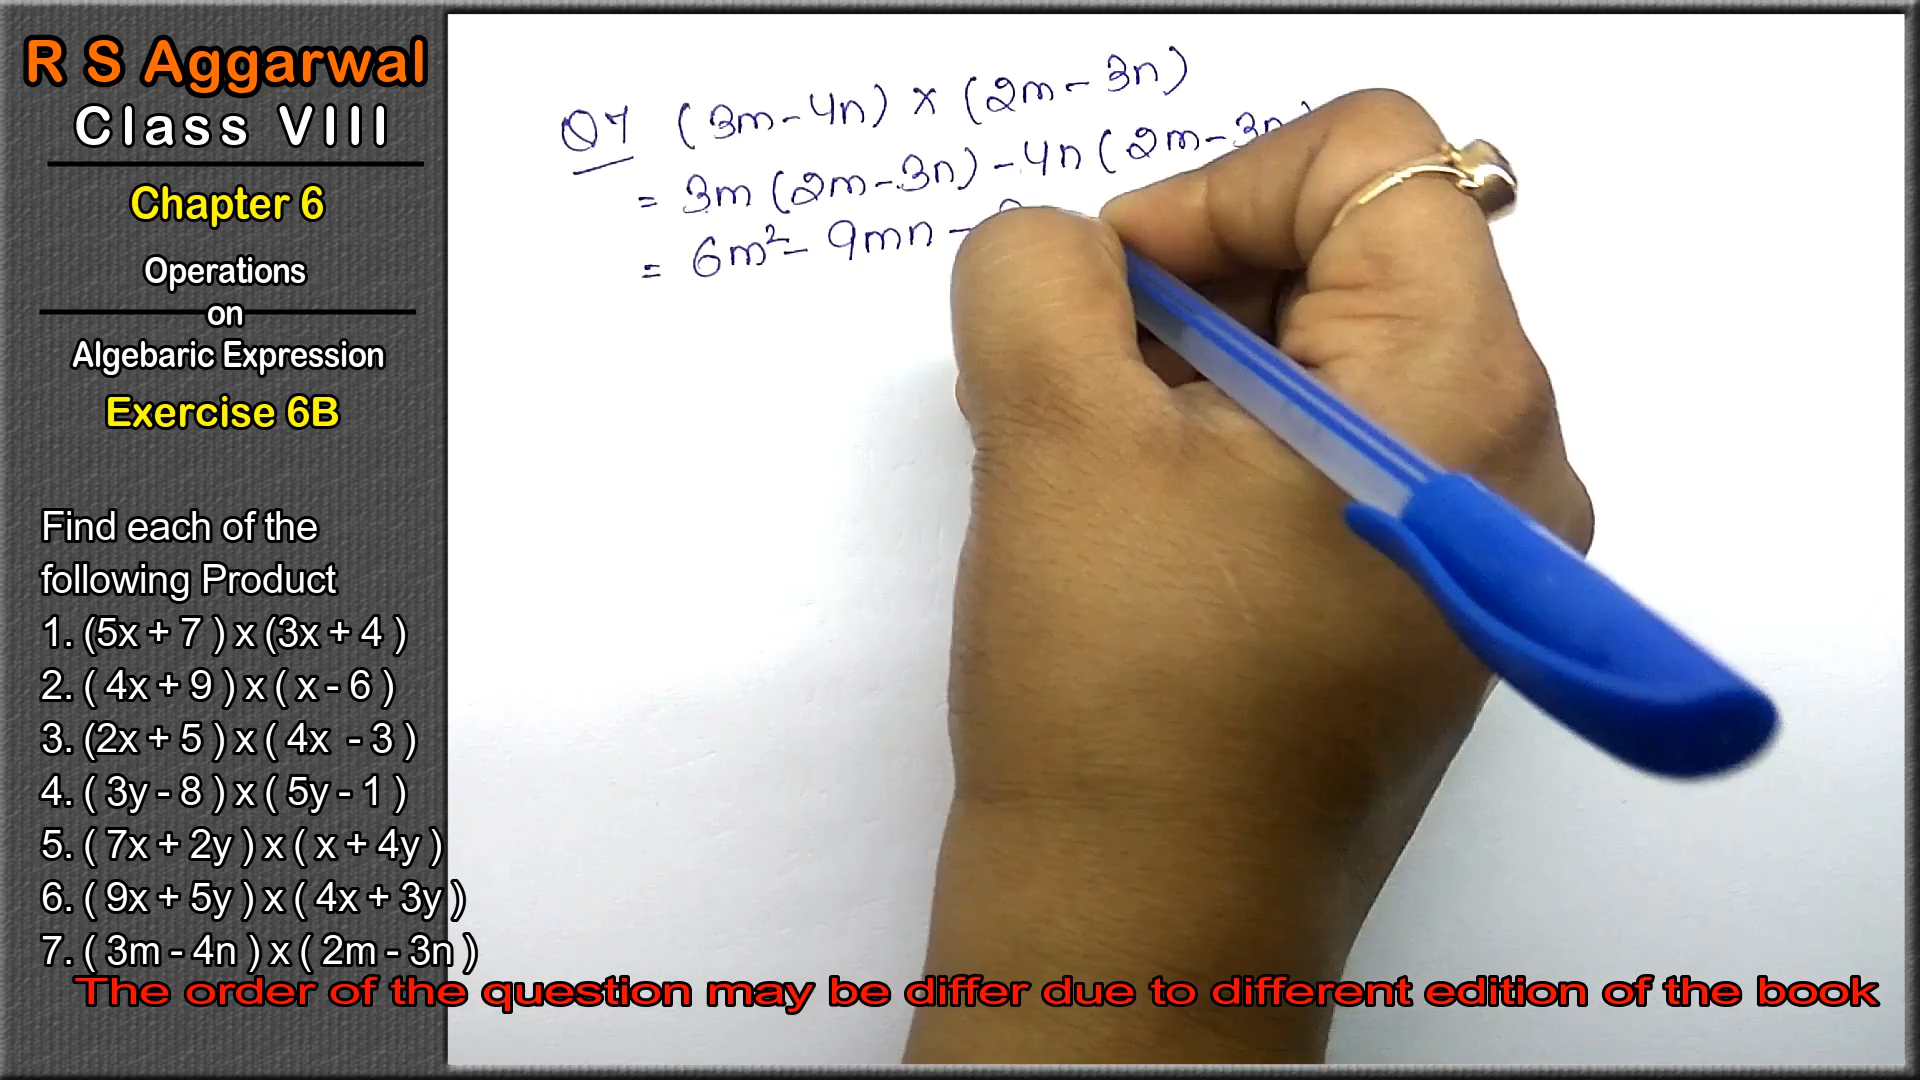 R S Aggarwal
Class VIII
Chapter 6
Operations
on
Algebaric Expression
Exercise 6B
Find each of the
following Product
1. (5x + 7 ) x (3x + 4 )
2. ( 4x + 9 ) x ( x - 6 )
3. (2x + 5 ) x ( 4x - 3 )
4. ( 3y - 8 ) x ( 5y - 1 )
5. ( 7x + 2y ) x ( x + 4y )
6. ( 9x + 5y ) x ( 4x + 3y )
7. ( 3m - 4n ) x ( 2m - 3n )
Q7 (3m - 4n) × (2m - 3n)
= 3m (2m - 3n) - 4n (2m - 3n)
= 6m² - 9mn -
The order of the question may be differ due to different edition of the book